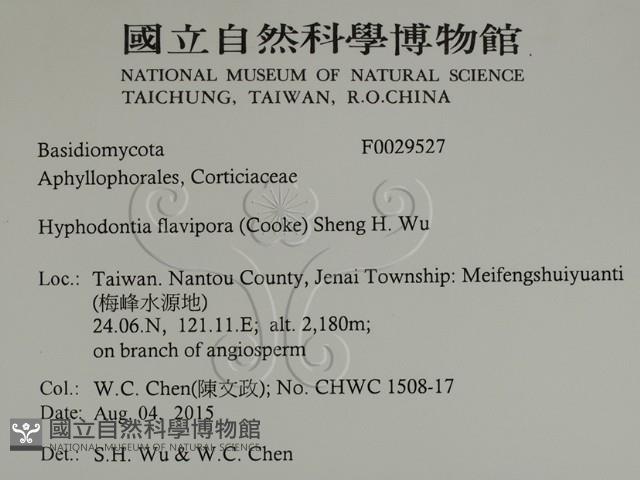 國立自然科學博物館
NATIONAL MUSEUM OF NATURAL SCIENCE
TAICHUNG, TAIWAN, R.O.CHINA
Basidiomycota F0029527
Aphyllophorales, Corticiaceae
Hyphodontia flavipora (Cooke) Sheng H. Wu
Loc.: Taiwan. Nantou County, Jenai Township: Meifengshuiyuanti
(梅峰水源地)
24.06.N, 121.11.E; alt. 2,180m;
on branch of angiosperm
Col.: W.C. Chen(陳文政); No. CHWC 1508-17
Date: Aug. 04, 2015
國立自然科學博物館
NATIONAL MUSEUM OF NATURAL SCIENCE
Det.: S.H. Wu & W.C. Chen